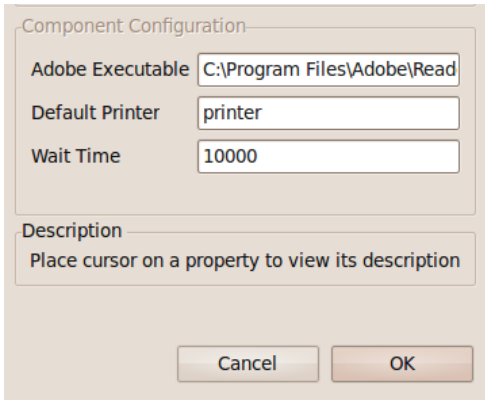 Component Configuration
Adobe Executable C:\Program Files\Adobe\Read
Default Printer printer
Wait Time 10000
Description
Place cursor on a property to view its description
Cancel OK